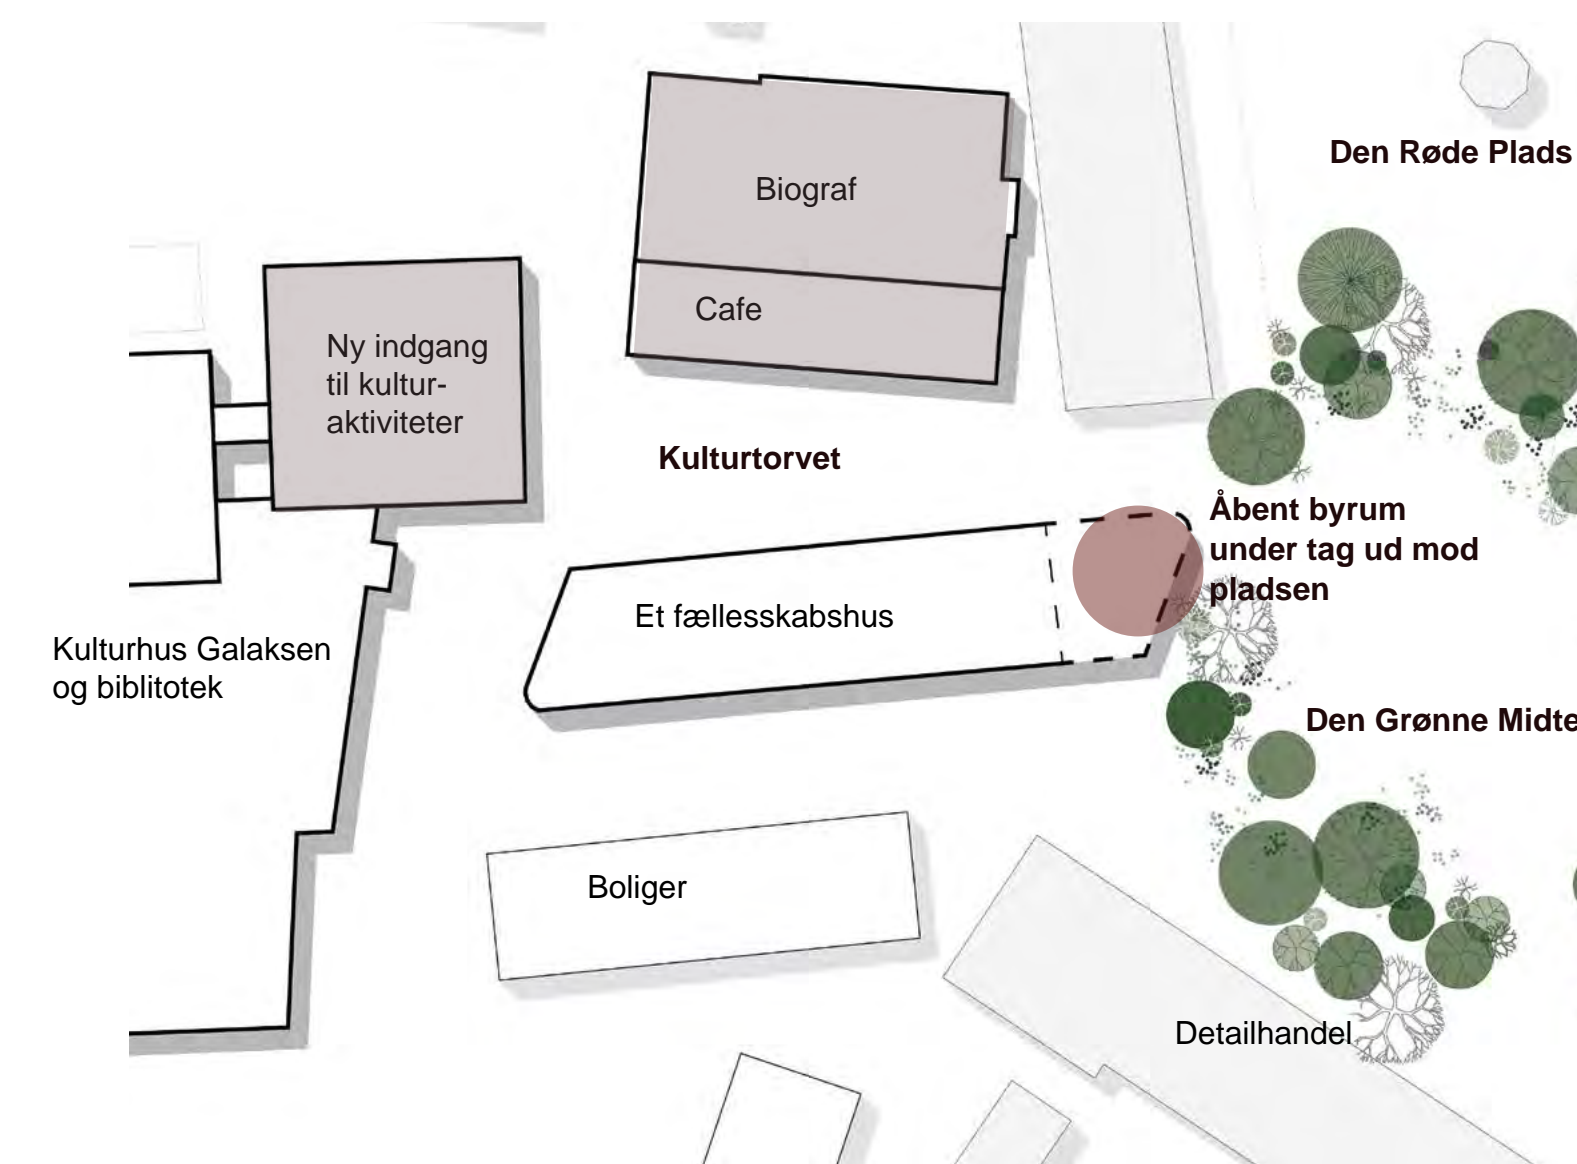 Den Røde Plads
Biograf
Cafe
Ny indgang
til kultur-
aktiviteter
Kulturtorvet
Åbent byrum
under tag ud mod
pladsen
Et fællesskabshus
Kulturhus Galaksen
og biblitotek
Den Grønne Midte
Boliger
Detailhandel